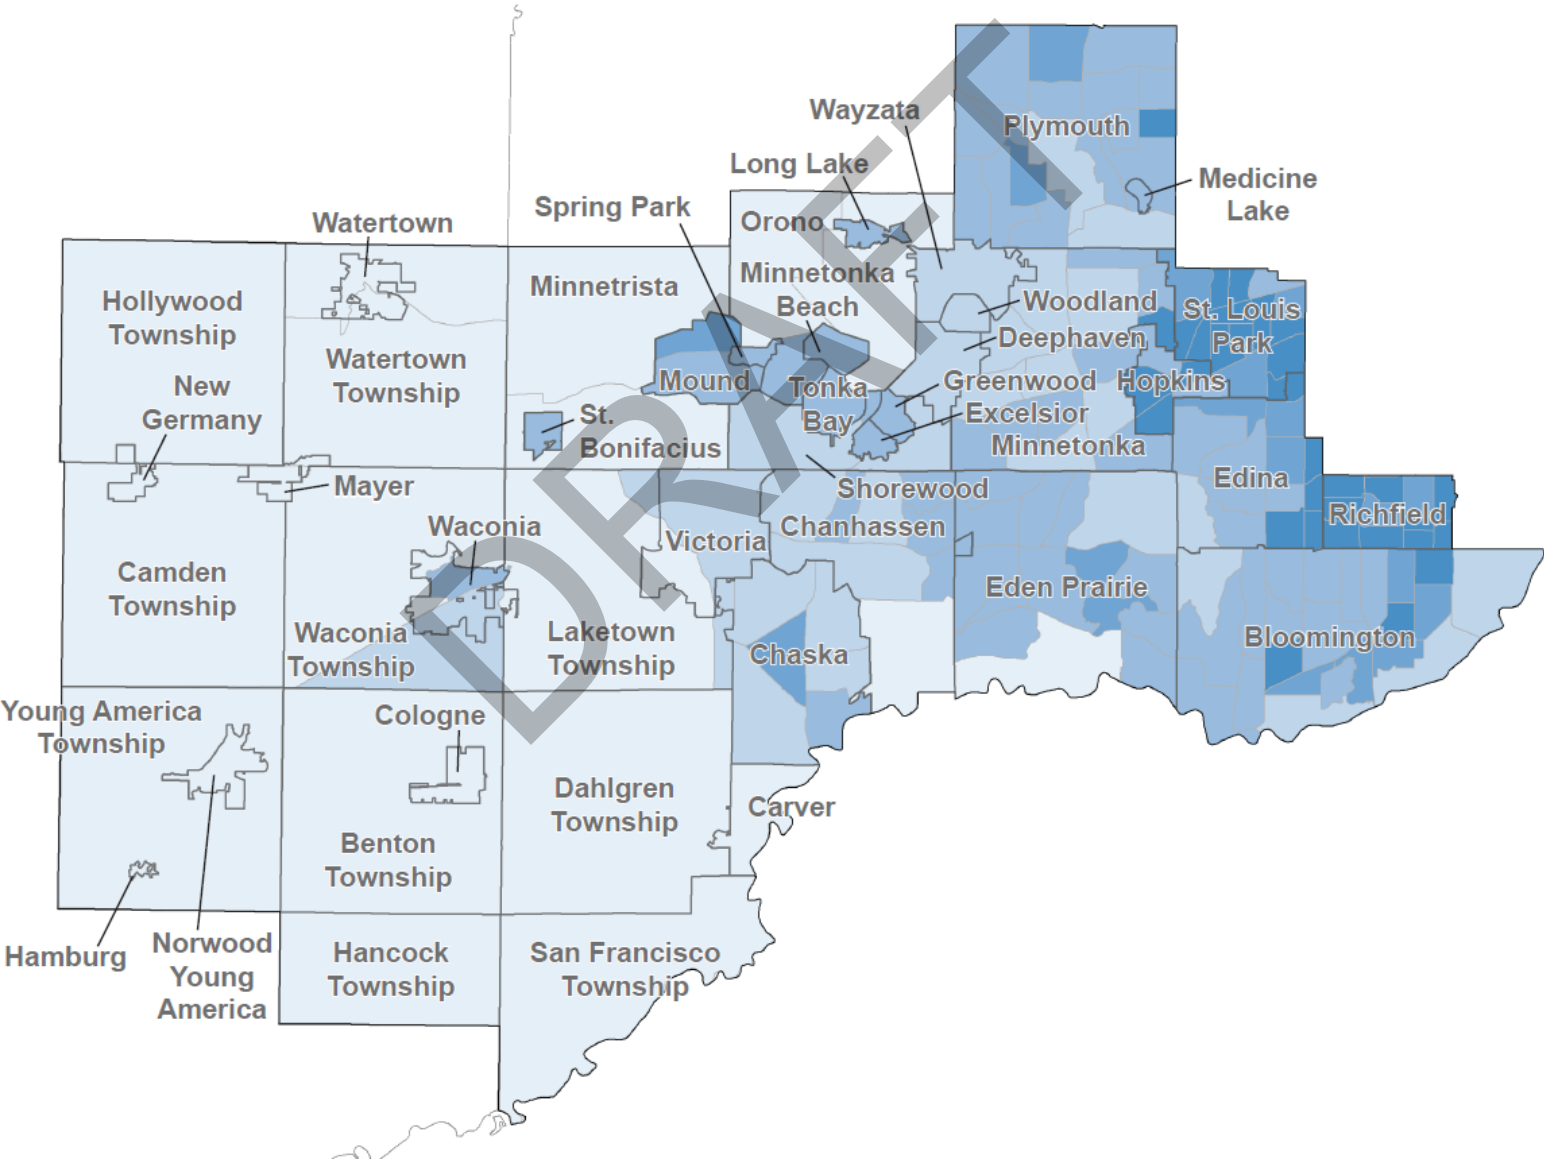 Wayzata
Plymouth
Long Lake
Medicine
Lake
Spring Park
Orono
Watertown
Minnetonka
Beach
Minnetrista
Hollywood
Township
Woodland
St. Louis
Park
Deephaven
Watertown
Township
New
Germany
Mound
Tonka
Bay
Greenwood
Hopkins
Excelsior
St.
Bonifacius
Minnetonka
Mayer
Shorewood
Edina
Richfield
Waconia
Victoria
Chanhassen
Camden
Township
Eden Prairie
Waconia
Township
Laketown
Township
Chaska
Bloomington
Young America
Township
Cologne
Dahlgren
Township
Carver
Benton
Township
Hamburg
Norwood
Young
America
Hancock
Township
San Francisco
Township
DRAFT